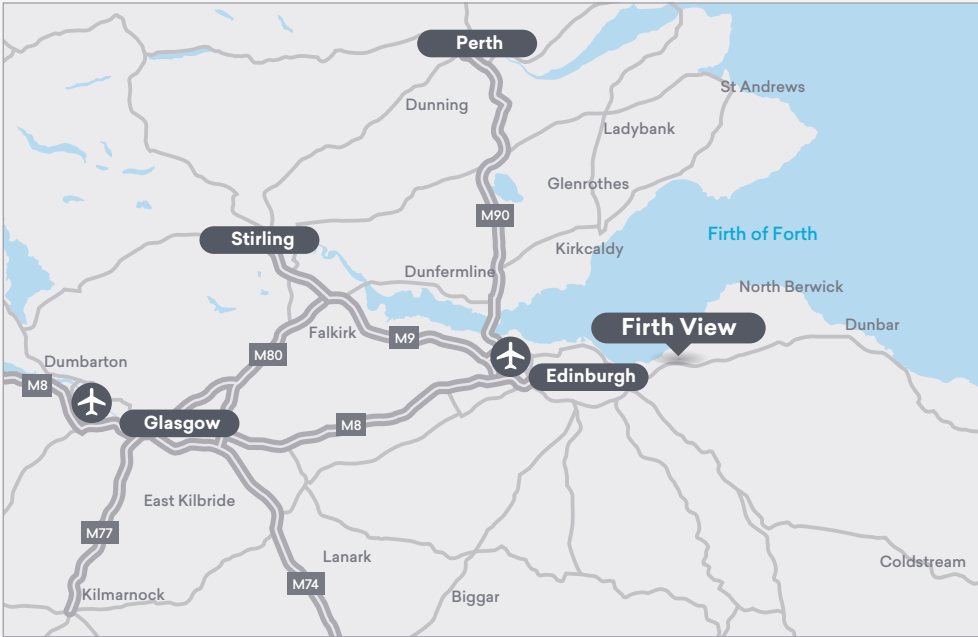 Perth
St Andrews
Dunning
Ladybank
Glenrothes
M90
Firth of Forth
Stirling
Kirkcaldy
Dunfermline
North Berwick
Firth View
Dunbar
Falkirk
M9
M80
Dumbarton
Edinburgh
M8
Glasgow
M8
East Kilbride
M77
Lanark
Coldstream
M74
Kilmarnock
Biggar